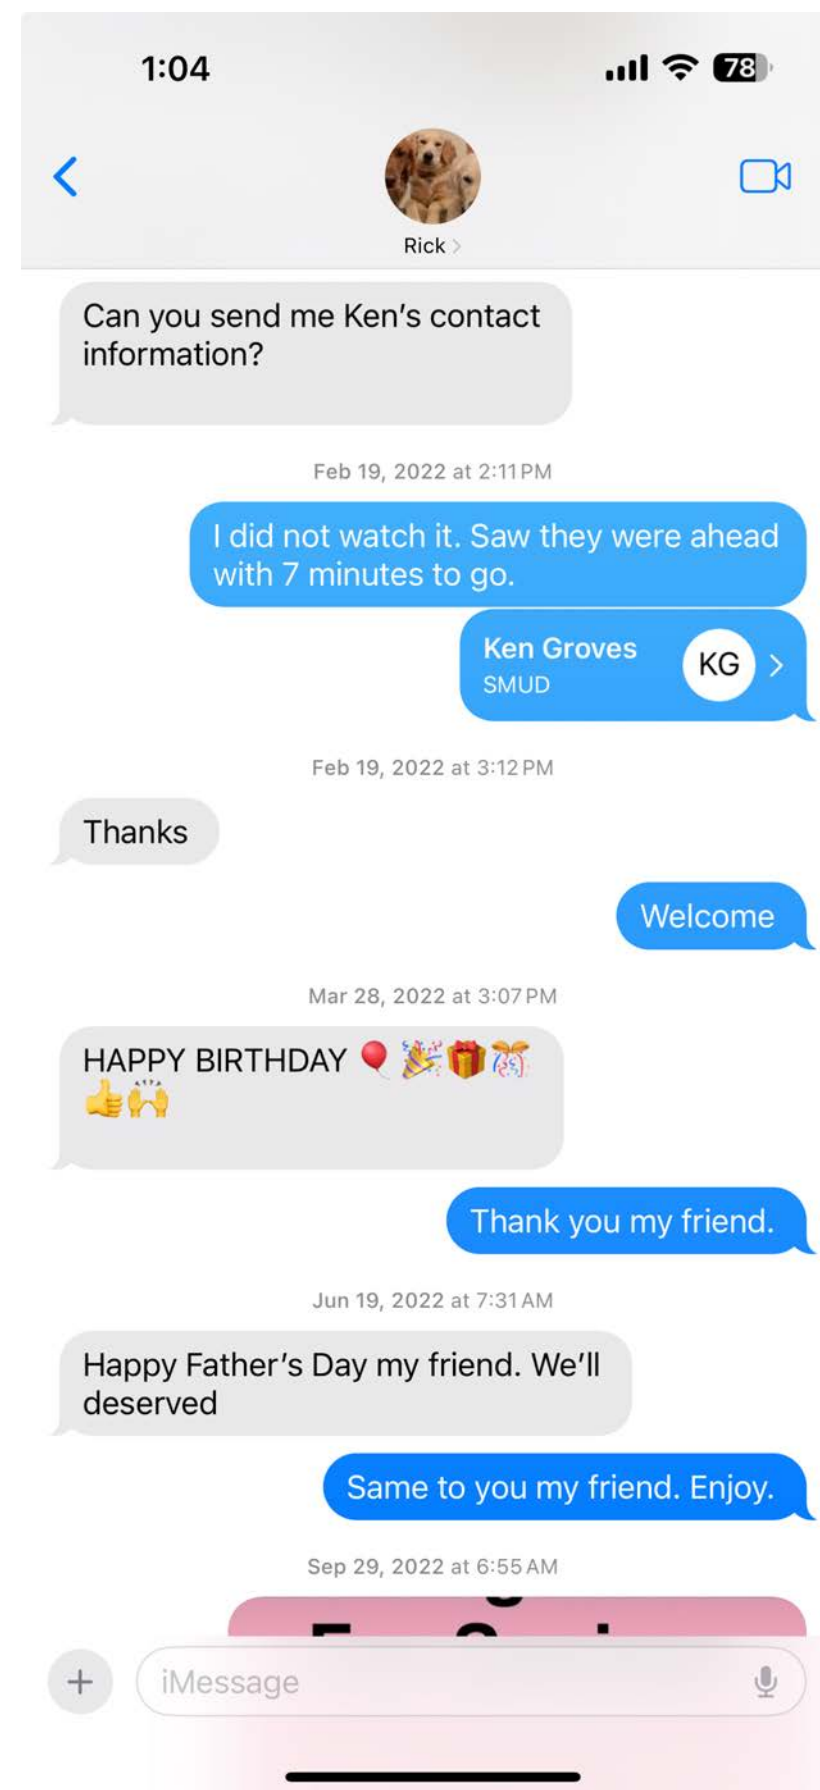 1:04
78
Rick
Can you send me Ken's contact
information?
Feb 19, 2022 at 2:11 PM
I did not watch it. Saw they were ahead
with 7 minutes to go.
Ken Groves
KG
SMUD
Feb 19, 2022 at 3:12 PM
Thanks
Welcome
Mar 28, 2022 at 3:07 PM
HAPPY BIRTHDAY 🎈 🎉🎁🎊
👍🙌
Thank you my friend.
Jun 19, 2022 at 7:31 AM
Happy Father's Day my friend. We'll
deserved
Same to you my friend. Enjoy.
Sep 29, 2022 at 6:55 AM
iMessage